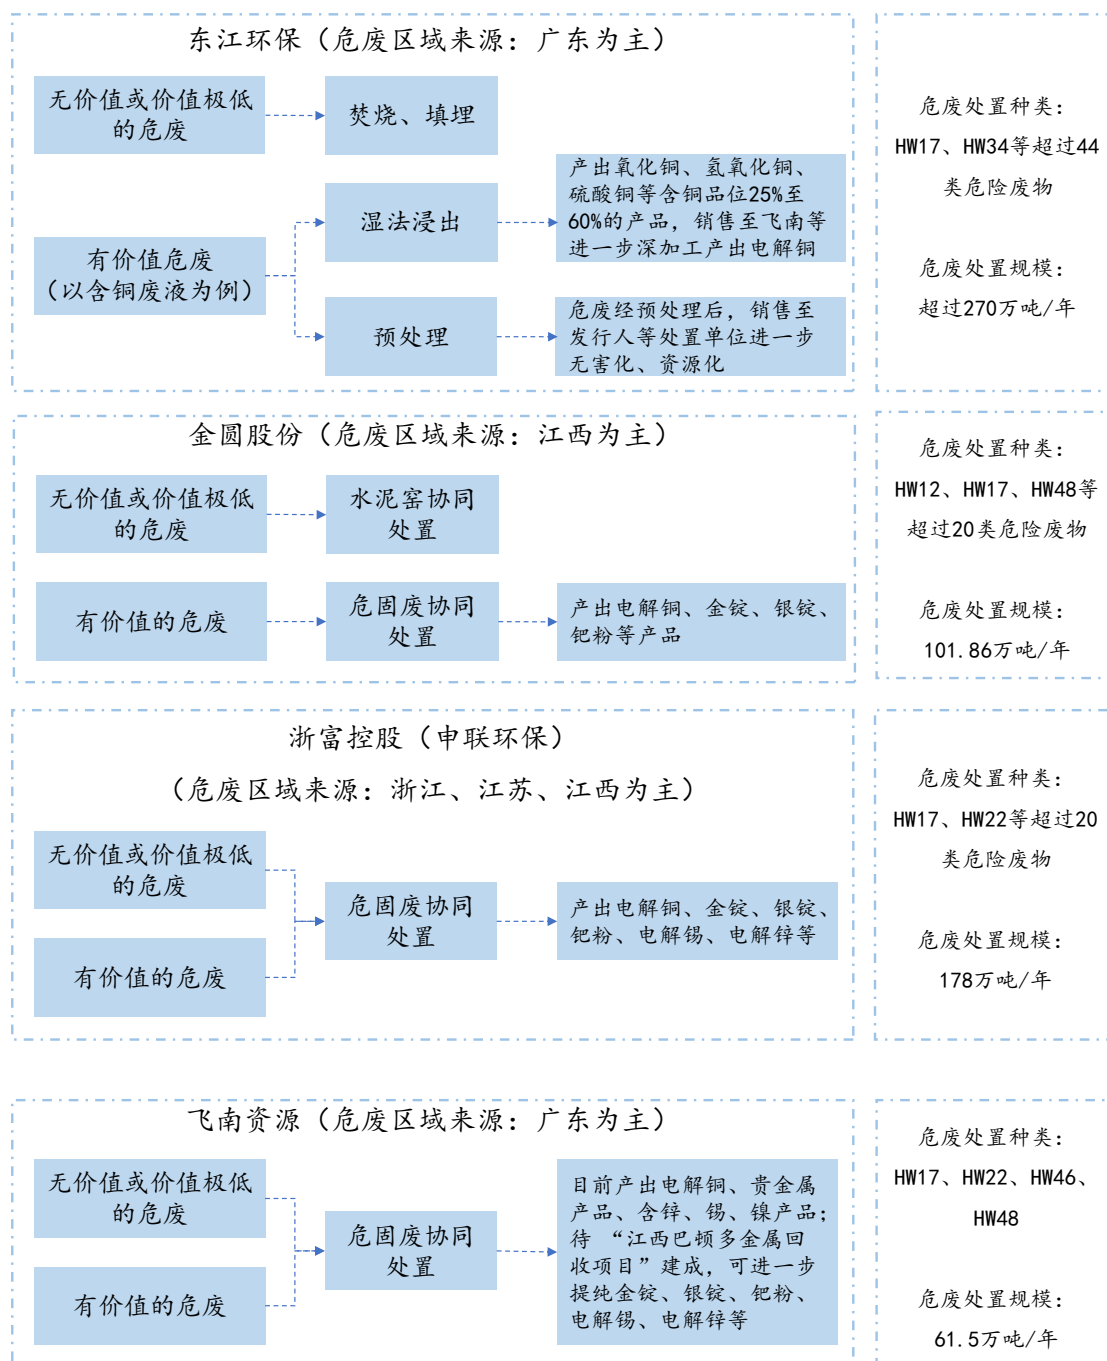 东江环保（危废区域来源：广东为主）
无价值或价值极低
的危废
焚烧、填埋
有价值危废
（以含铜废液为例）
湿法浸出
产出氧化铜、氢氧化铜、
硫酸铜等含铜品位25%至
60%的产品，销售至飞南等
进一步深加工产出电解铜
预处理
危废经预处理后，销售至
发行人等处置单位进一步
无害化、资源化
危废处置种类：
HW17、HW34等超过44
类危险废物
危废处置规模：
超过270万吨/年
金圆股份（危废区域来源：江西为主）
无价值或价值极低
的危废
水泥窑协同
处置
有价值的危废
危固废协同
处置
产出电解铜、金锭、银锭、
钯粉等产品
危废处置种类：
HW12、HW17、HW48等
超过20类危险废物
危废处置规模：
101.86万吨/年
浙富控股（申联环保）
（危废区域来源：浙江、江苏、江西为主）
无价值或价值极低
的危废
有价值的危废
危固废协同
处置
产出电解铜、金锭、银锭、
钯粉、电解锡、电解锌等
危废处置种类：
HW17、HW22等超过20
类危险废物
危废处置规模：
178万吨/年
飞南资源（危废区域来源：广东为主）
无价值或价值极低
的危废
有价值的危废
危固废协同
处置
目前产出电解铜、贵金属
产品、含锌、锡、镍产品；
待 “江西巴顿多金属回
收项目”建成，可进一步
提纯金锭、银锭、钯粉、
电解锡、电解锌等
危废处置种类：
HW17、HW22、HW46、
HW48
危废处置规模：
61.5万吨/年